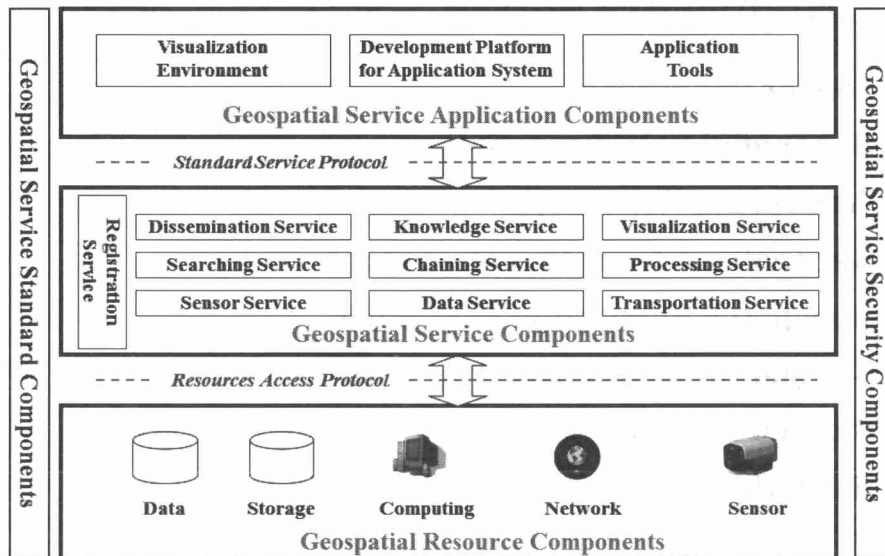 Geospatial Service Standard Components
Visualization
Environment
Development Platform
for Application System
Application
Tools
Geospatial Service Application Components
Standard Service Protocol
Registration
Service
Dissemination Service
Knowledge Service
Visualization Service
Searching Service
Chaining Service
Processing Service
Sensor Service
Data Service
Transportation Service
Geospatial Service Components
Resources Access Protocol
Data
Storage
Computing
Network
Sensor
Geospatial Resource Components
Geospatial Service Security Components